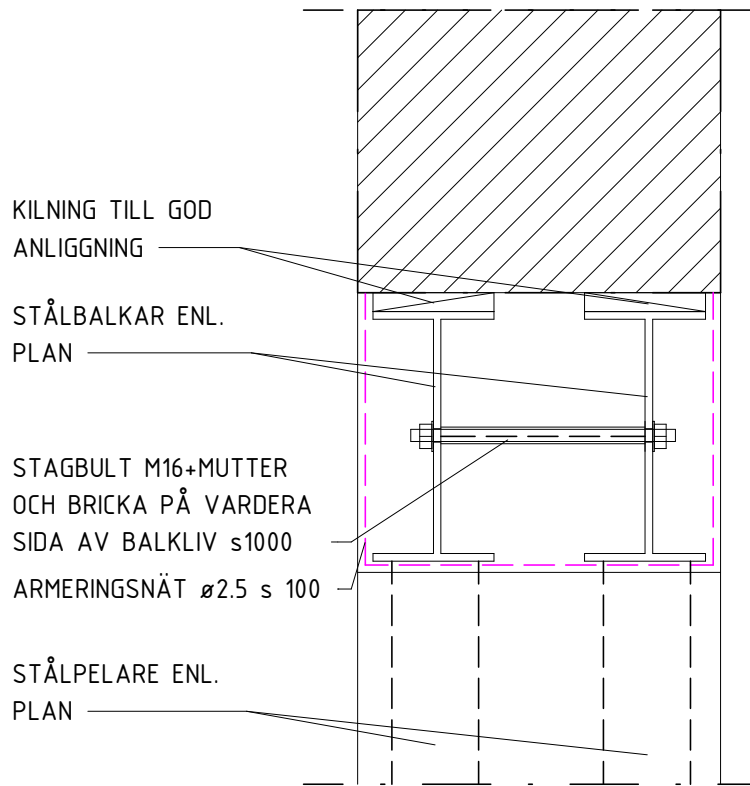 KILNING TILL GOD
ANLIGGNING
STÅLBALKAR ENL.
PLAN
STAGBULT M16+MUTTER
OCH BRICKA PÅ VARDERA
SIDA AV BALKLIV s1000
ARMERINGSNÄT ø2.5 s 100
STÅLPELARE ENL.
PLAN